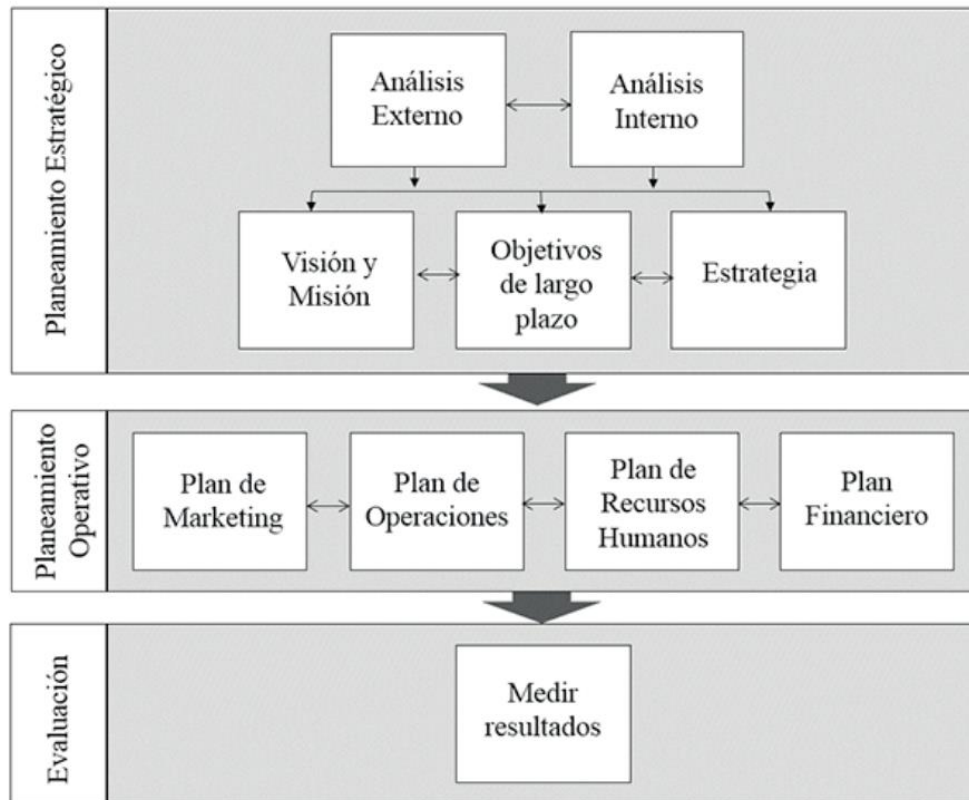 Planeamiento Estratégico
Análisis
Externo
Análisis
Interno
Visión y
Misión
Objetivos
de largo
plazo
Estrategia
Planeamiento
Operativo
Plan de
Marketing
Plan de
Operaciones
Plan de
Recursos
Humanos
Plan
Financiero
Evaluación
Medir
resultados